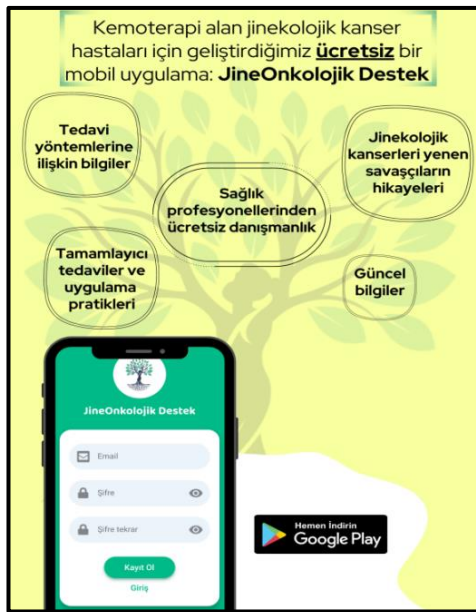 Kemoterapi alan jinekolojik kanser
hastaları için geliştirdiğimiz ücretsiz bir
mobil uygulama: JineOnkolojik Destek
Tedavi
yöntemlerine
ilişkin bilgiler
Jinekolojik
kanserleri yenen
savaşçıların
hikayeleri
Sağlık
profesyonellerinden
ücretsiz danışmanlık
Tamamlayıcı
tedaviler ve
uygulama
pratikleri
Güncel
bilgiler
JineOnkolojik Destek
Email
Şifre
Şifre tekrar
Kayıt Ol
Giriş
Hemen İndirin
Google Play